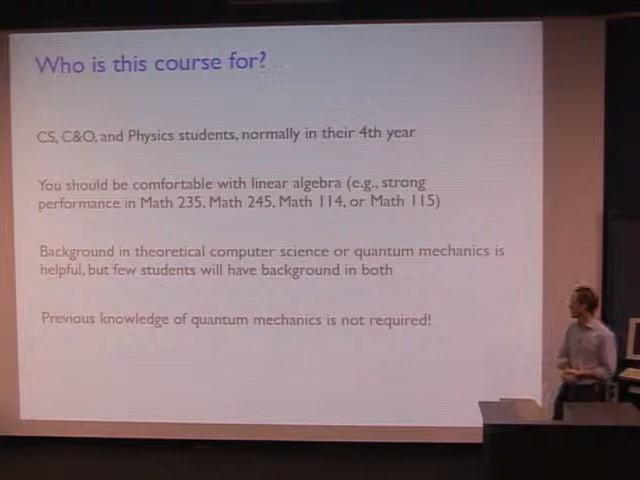 Who is this course for?
CS, C&O, and Physics students, normally in their 4th year
You should be comfortable with linear algebra (e.g., strong
performance in Math 235, Math 245, Math 114, or Math 115)
Background in theoretical computer science or quantum mechanics is
helpful, but few students will have background in both
Previous knowledge of quantum mechanics is not required!